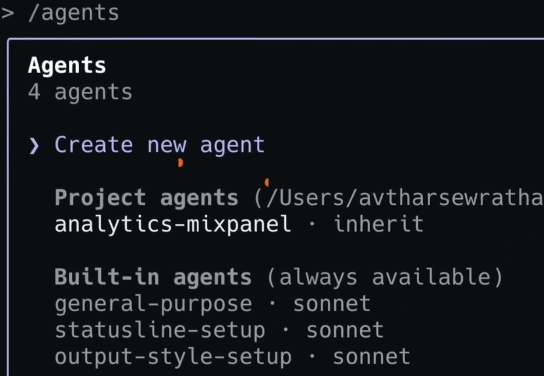 > /agents
Agents
4 agents
❯ Create new agent
Project agents (/Users/avtharsewratha
analytics-mixpanel · inherit
Built-in agents (always available)
general-purpose · sonnet
statusline-setup · sonnet
output-style-setup · sonnet